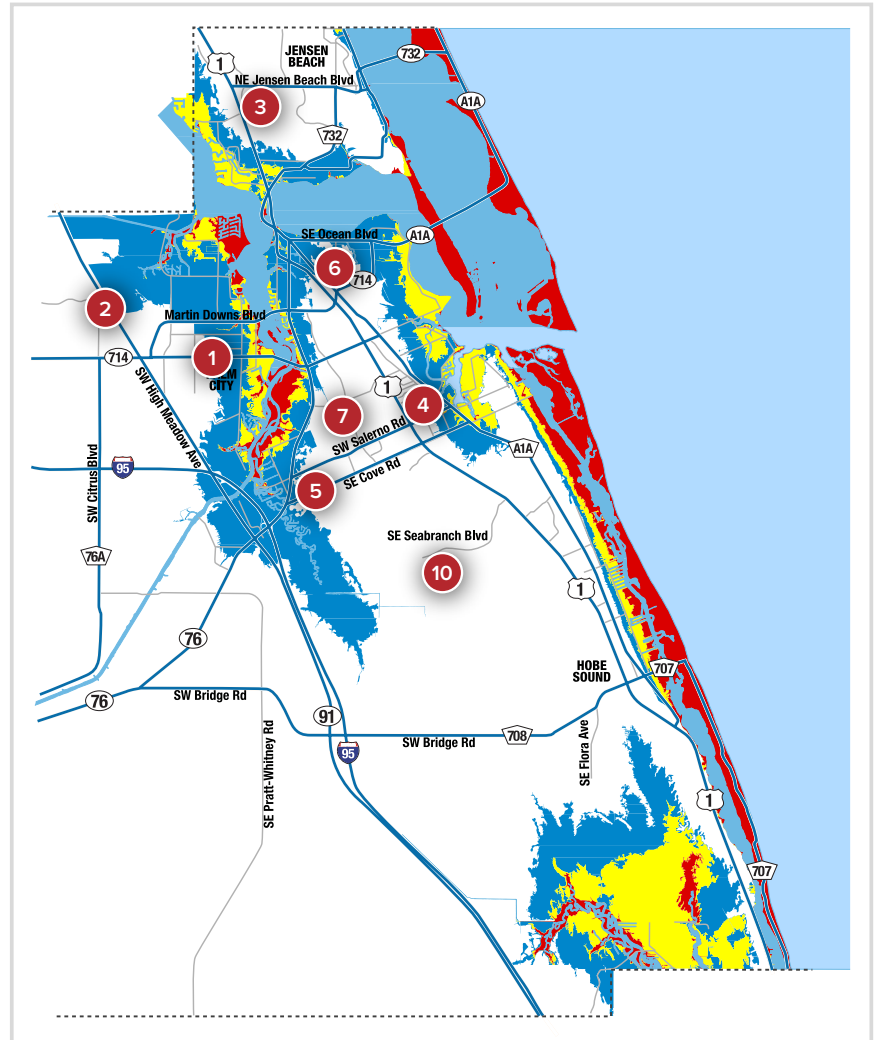 JENSEN
BEACH
732
1
NE Jensen Beach Blvd
A1A
3
732
SE Ocean Blvd
A1A
6
714
2
Martin Downs Blvd
714
1
CITY
SW High Meadow Ave
1
4
7
SW Salerno Rd
A1A
SE Cove Rd
95
SW Citrus Blvd
5
SE Seabranch Blvd
76A
10
1
76
HOBE
SOUND
707
76
SW Bridge Rd
91
95
SW Bridge Rd
708
SE Flora Ave
SE Pratt-Whitney Rd
1
707